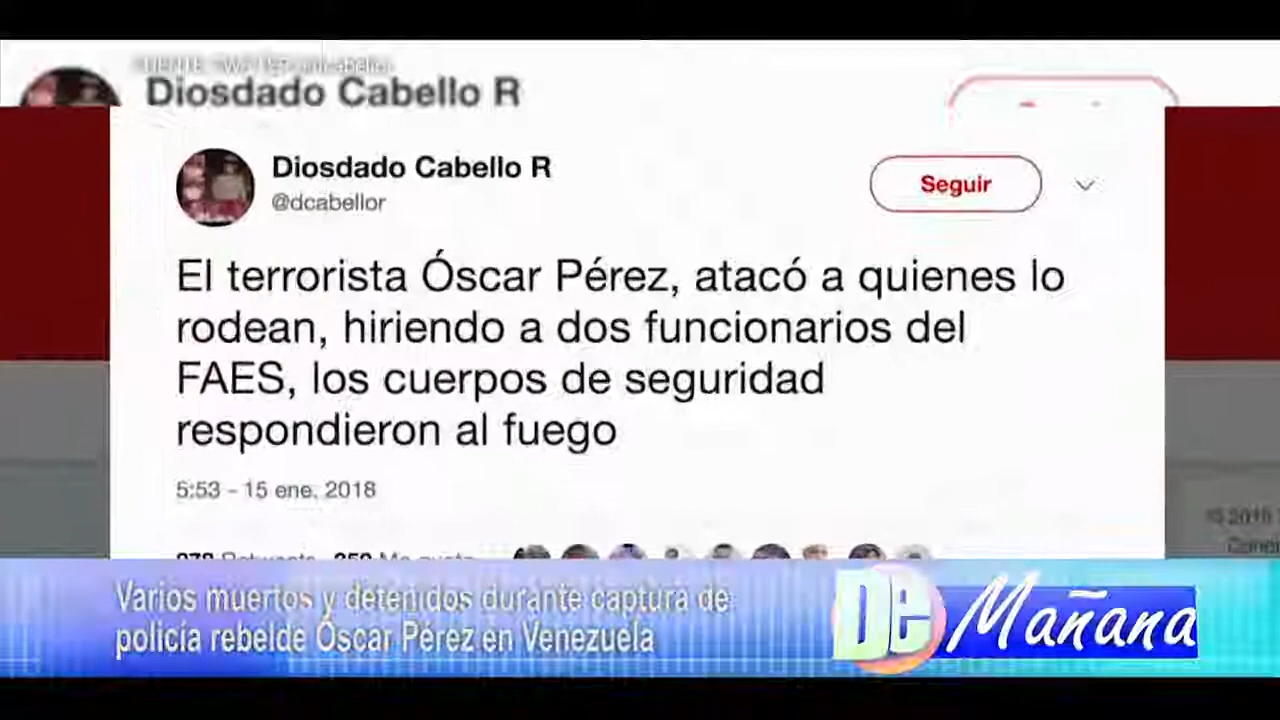 Diosdado Cabello R
Diosdado Cabello R
@dcabellor
Seguir
El terrorista Óscar Pérez, atacó a quienes lo
rodean, hiriendo a dos funcionarios del
FAES, los cuerpos de seguridad
respondieron al fuego
5:53 - 15 ene. 2018
Varios muertos y detenidos durante captura de
policía rebelde Óscar Pérez en Venezuela
De Mañana